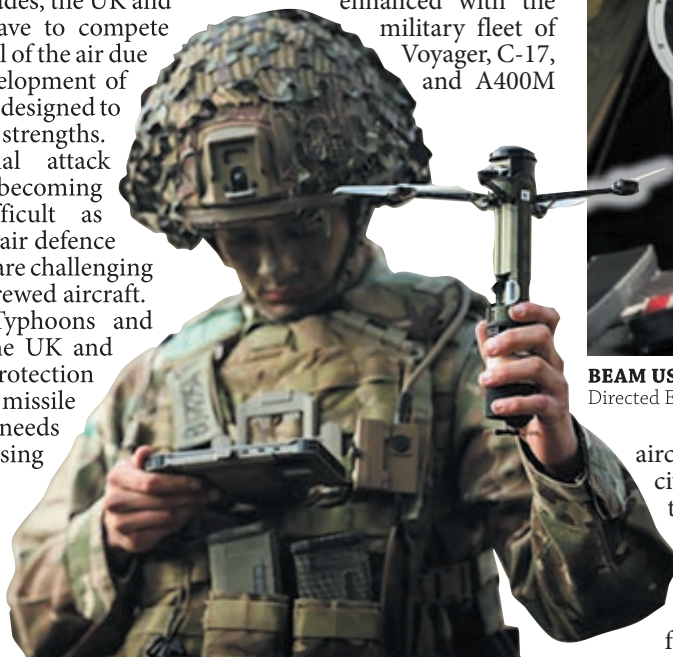 ades, the UK and
ave to compete
l of the air due
elopment of
designed to
strengths.
al attack
becoming
fficult as
air defence
are challenging
rewed aircraft.
Typhoons and
e UK and
rotection
missile
needs
sing
enhanced with the
military fleet of
Voyager, C-17,
and A400M
BEAM US
Directed E
airc
ci
t
f